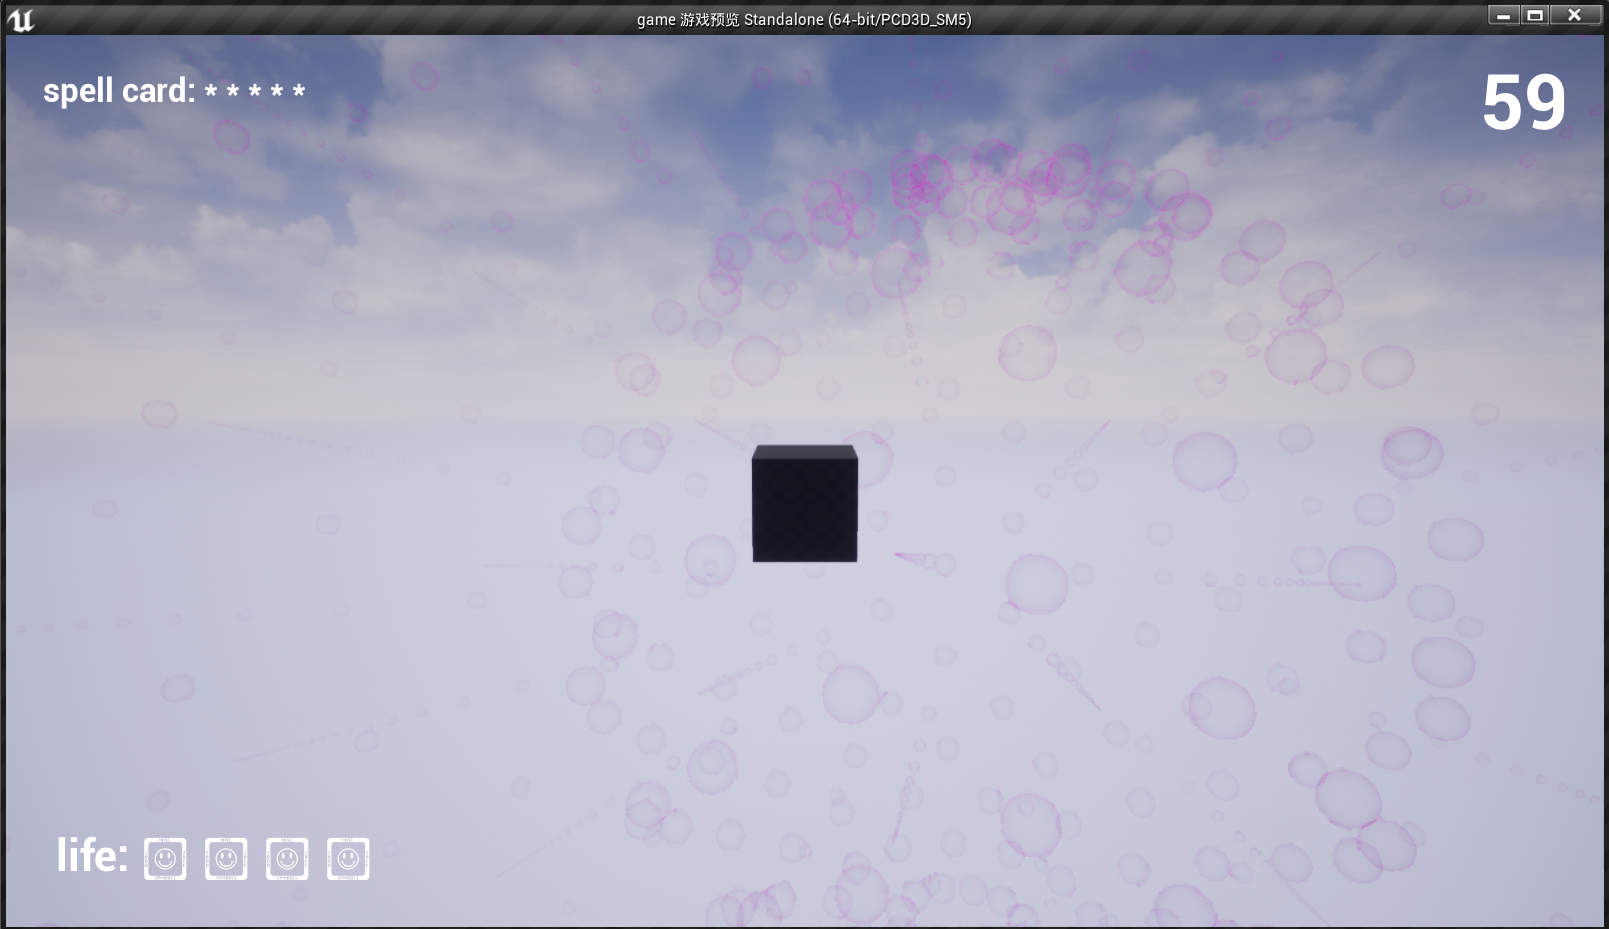 game 游戏预览 Standalone (64-bit/PCD3D_SM5)
spell card: * * * * *
59
life: